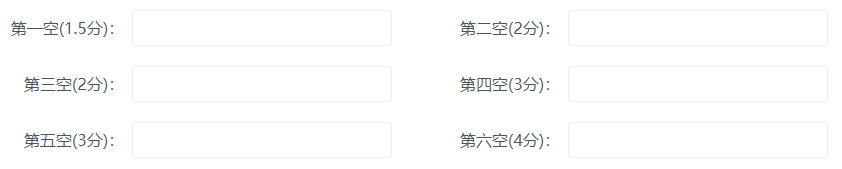 第一空(1.5分)： 第二空(2分)：
第三空(2分)： 第四空(3分)：
第五空(3分)： 第六空(4分)：